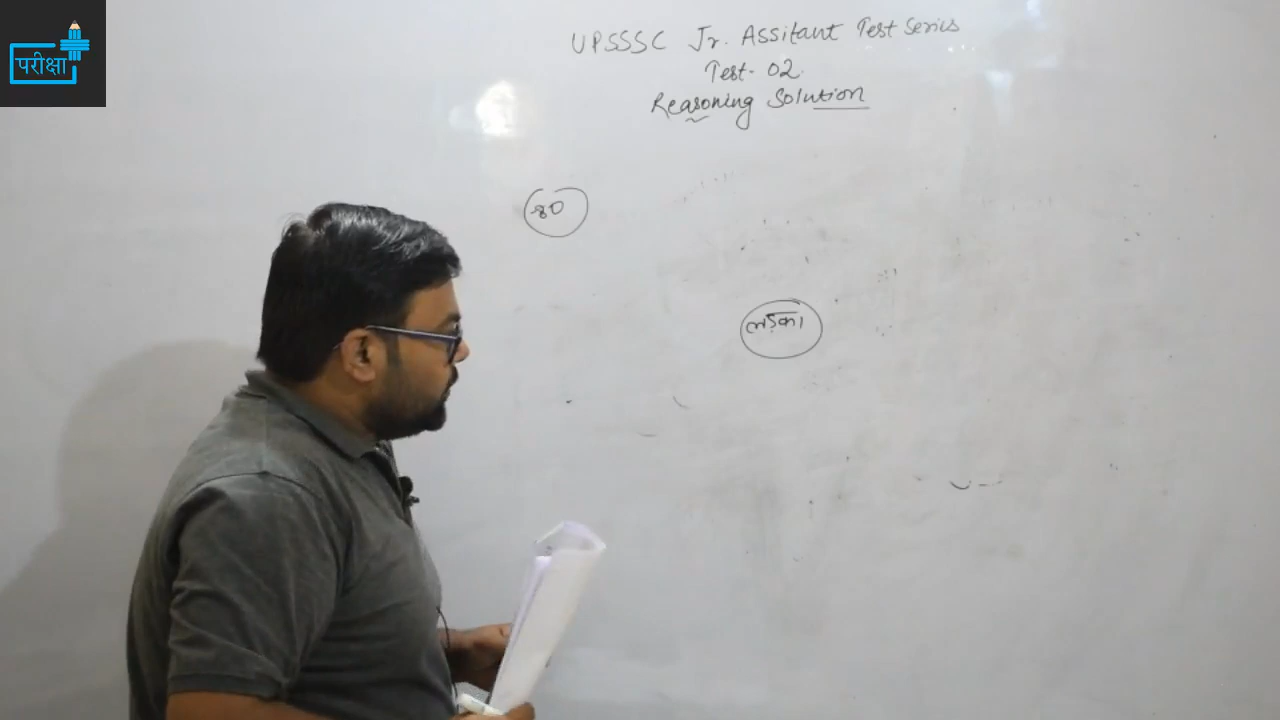 परीक्षा
UPSSSC Jr. Assitant Test Series
Test- 02.
Reasoning Solution
80
लड़का